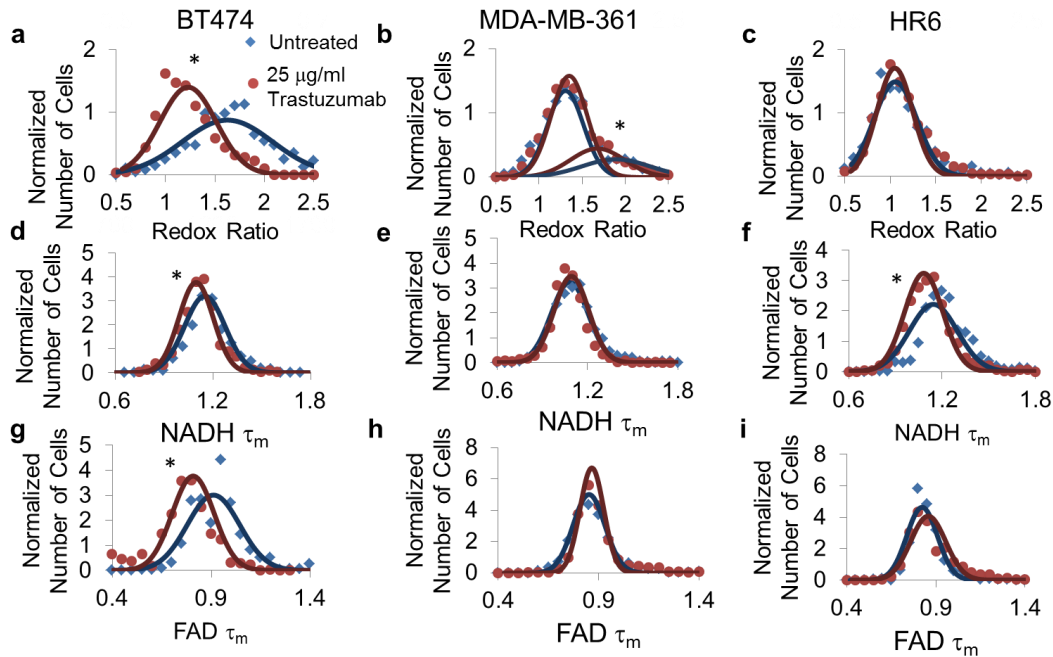 BT474
MDA-MB-361
HR6
a
Untreated
25 μg/ml
Trastuzumab
*
Normalized
Number of Cells
2
1
0
0.5 1 1.5 2 2.5
Redox Ratio
b
*
Normalized
Number of Cells
2
1
0
0.5 1 1.5 2 2.5
Redox Ratio
c
Normalized
Number of Cells
2
1
0
0.5 1 1.5 2 2.5
Redox Ratio
d
*
Normalized
Number of Cells
5
4
3
2
1
0
0.6 1.2 1.8
NADH τm
e
Normalized
Number of Cells
5
4
3
2
1
0
0.6 1.2 1.8
NADH τm
f
*
Normalized
Number of Cells
4
3
2
1
0
0.6 1.2 1.8
NADH τm
g
*
Normalized
Number of Cells
5
4
3
2
1
0
0.4 0.9 1.4
FAD τm
h
Normalized
Number of Cells
8
6
4
2
0
0.4 0.9 1.4
FAD τm
i
Normalized
Number of Cells
8
6
4
2
0
0.4 0.9 1.4
FAD τm